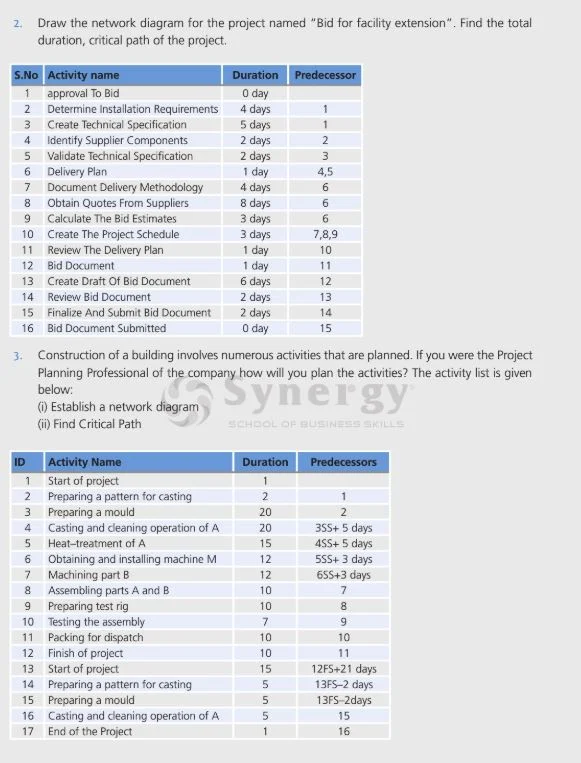 2. Draw the network diagram for the project named "Bid for facility extension". Find the total
duration, critical path of the project.
S.No Activity name Duration Predecessor
1 approval To Bid 0 day
2 Determine Installation Requirements 4 days 1
3 Create Technical Specification 5 days 1
4 Identify Supplier Components 2 days 2
5 Validate Technical Specification 2 days 3
6 Delivery Plan 1 day 4,5
7 Document Delivery Methodology 4 days 6
8 Obtain Quotes From Suppliers 8 days 6
9 Calculate The Bid Estimates 3 days 6
10 Create The Project Schedule 3 days 7,8,9
11 Review The Delivery Plan 1 day 10
12 Bid Document 1 day 11
13 Create Draft Of Bid Document 6 days 12
14 Review Bid Document 2 days 13
15 Finalize And Submit Bid Document 2 days 14
16 Bid Document Submitted 0 day 15
3. Construction of a building involves numerous activities that are planned. If you were the Project
Planning Professional of the company how will you plan the activities? The activity list is given
below:
(i) Establish a network diagram
(ii) Find Critical Path
Synergy
SCHOOL OF BUSINESS SKILLS
ID Activity Name Duration Predecessors
1 Start of project 1
2 Preparing a pattern for casting 2 1
3 Preparing a mould 20 2
4 Casting and cleaning operation of A 20 3SS+ 5 days
5 Heat–treatment of A 15 4SS+ 5 days
6 Obtaining and installing machine M 12 5SS+ 3 days
7 Machining part B 12 6SS+3 days
8 Assembling parts A and B 10 7
9 Preparing test rig 10 8
10 Testing the assembly 7 9
11 Packing for dispatch 10 10
12 Finish of project 10 11
13 Start of project 15 12FS+21 days
14 Preparing a pattern for casting 5 13FS–2 days
15 Preparing a mould 5 13FS–2days
16 Casting and cleaning operation of A 5 15
17 End of the Project 1 16